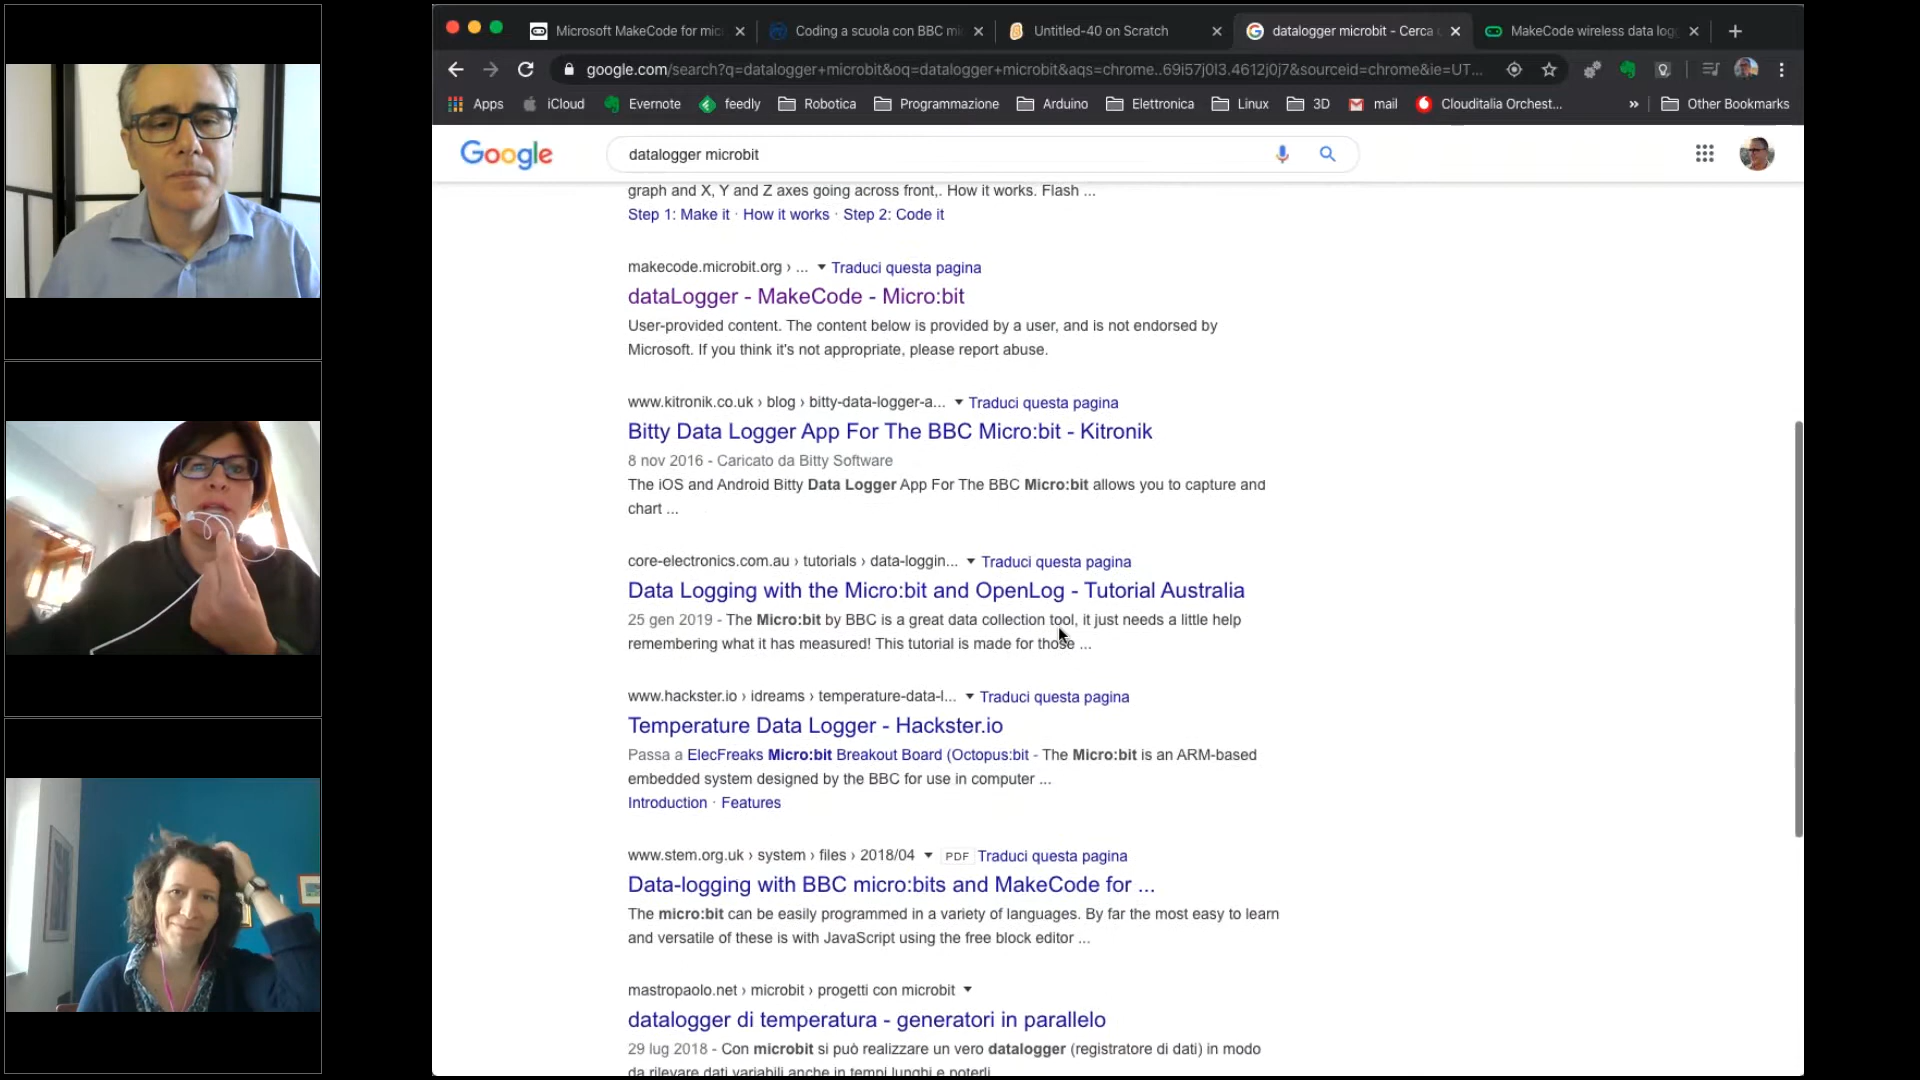 Microsoft MakeCode for mic
Coding a scuola con BBC mi
Untitled-40 on Scratch
datalogger microbit - Cerca
MakeCode wireless data log
google.com/search?q=datalogger+microbit&oq=datalogger+microbit&aqs=chrome..69i57j0l3.4612j0j7&sourceid=chrome&ie=UT...
Apps iCloud Evernote feedly Robotica Programmazione Arduino Elettronica Linux 3D mail Clouditalia Orchest... » Other Bookmarks
Google
datalogger microbit
graph and X, Y and Z axes going across front,. How it works. Flash ...
Step 1: Make it · How it works · Step 2: Code it
makecode.microbit.org › ... Traduci questa pagina
dataLogger - MakeCode - Micro:bit
User-provided content. The content below is provided by a user, and is not endorsed by
Microsoft. If you think it's not appropriate, please report abuse.
www.kitronik.co.uk › blog › bitty-data-logger-a... Traduci questa pagina
Bitty Data Logger App For The BBC Micro:bit - Kitronik
8 nov 2016 - Caricato da Bitty Software
The iOS and Android Bitty Data Logger App For The BBC Micro:bit allows you to capture and
chart ...
core-electronics.com.au › tutorials › data-loggin... Traduci questa pagina
Data Logging with the Micro:bit and OpenLog - Tutorial Australia
25 gen 2019 - The Micro:bit by BBC is a great data collection tool, it just needs a little help
remembering what it has measured! This tutorial is made for those ...
www.hackster.io › idreams › temperature-data-l... Traduci questa pagina
Temperature Data Logger - Hackster.io
Passa a ElecFreaks Micro:bit Breakout Board (Octopus:bit - The Micro:bit is an ARM-based
embedded system designed by the BBC for use in computer ...
Introduction · Features
www.stem.org.uk › system › files › 2018/04 PDF Traduci questa pagina
Data-logging with BBC micro:bits and MakeCode for ...
The micro:bit can be easily programmed in a variety of languages. By far the most easy to learn
and versatile of these is with JavaScript using the free block editor ...
mastropaolo.net › microbit › progetti con microbit
datalogger di temperatura - generatori in parallelo
29 lug 2018 - Con microbit si può realizzare un vero datalogger (registratore di dati) in modo
da rilevare dati variabili anche in tempi lunghi e poterli